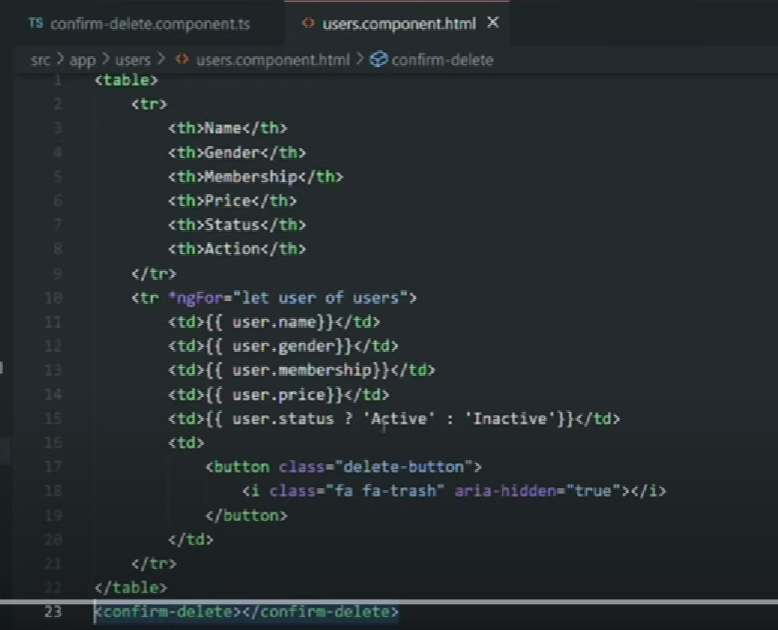 TS confirm-delete.component.ts <> users.component.html ×
src > app > users > <> users.component.html > confirm-delete
1 <table>
2 <tr>
3 <th>Name</th>
4 <th>Gender</th>
5 <th>Membership</th>
6 <th>Price</th>
7 <th>Status</th>
8 <th>Action</th>
9 </tr>
10 <tr *ngFor="let user of users">
11 <td>{{ user.name}}</td>
12 <td>{{ user.gender}}</td>
13 <td>{{ user.membership}}</td>
14 <td>{{ user.price}}</td>
15 <td>{{ user.status ? 'Active' : 'Inactive'}}</td>
16 <td>
17 <button class="delete-button">
18 <i class="fa fa-trash" aria-hidden="true"></i>
19 </button>
20 </td>
21 </tr>
22 </table>
23 <confirm-delete></confirm-delete>